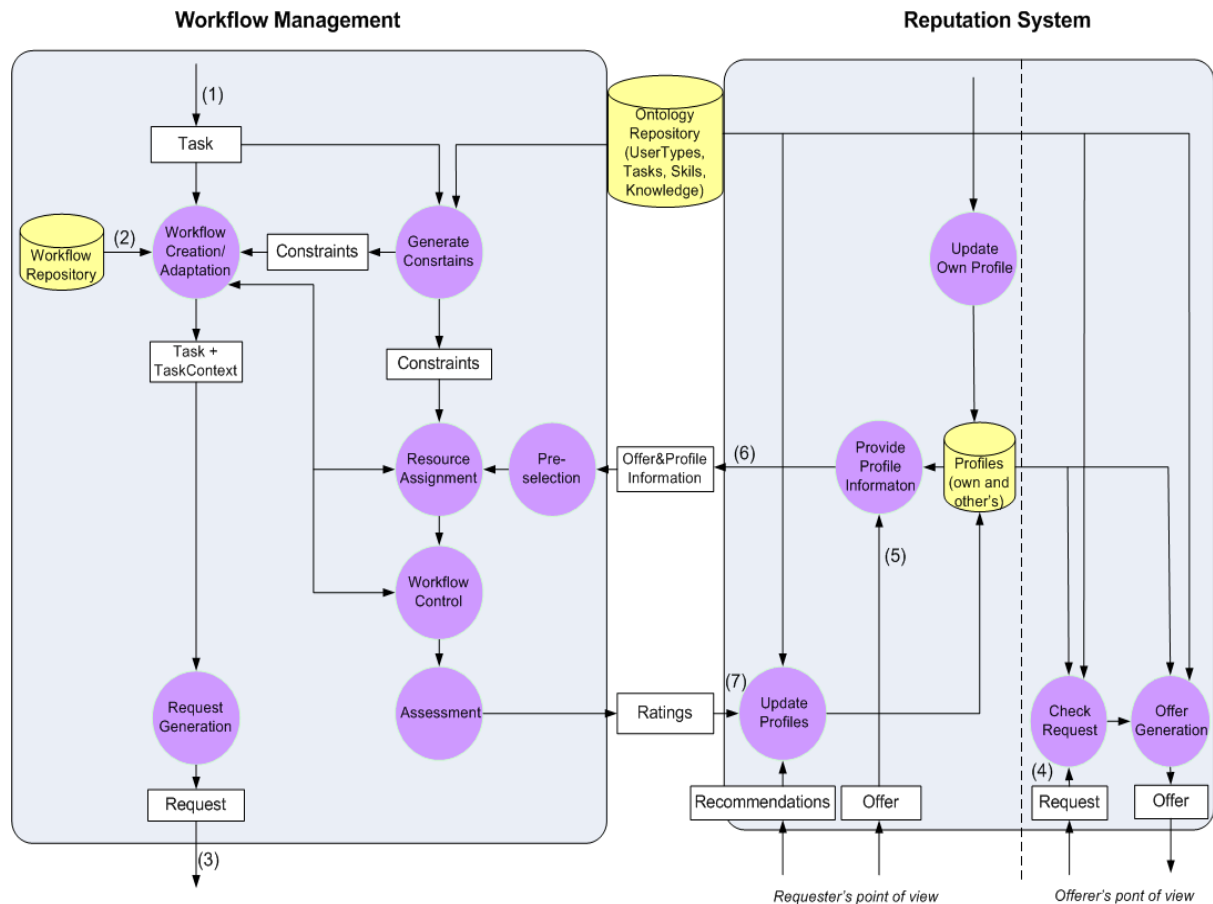 Workflow Management
Reputation System
(1)
Task
Ontology
Repository
(UserTypes,
Tasks, Skils,
Knowledge)
(2)
Workflow
Repository
Workflow
Creation/
Adaptation
Constraints
Generate
Consrtains
Update
Own Profile
Task +
TaskContext
Constraints
Resource
Assignment
Pre-
selection
Offer&Profile
Information
(6)
Provide
Profile
Informaton
Profiles
(own and
other's)
(5)
Workflow
Control
Request
Generation
Assessment
Ratings
(7)
Update
Profiles
Check
Request
Offer
Generation
(4)
Request
Recommendations
Offer
Request
Offer
(3)
Requester's point of view
Offerer's pont of view